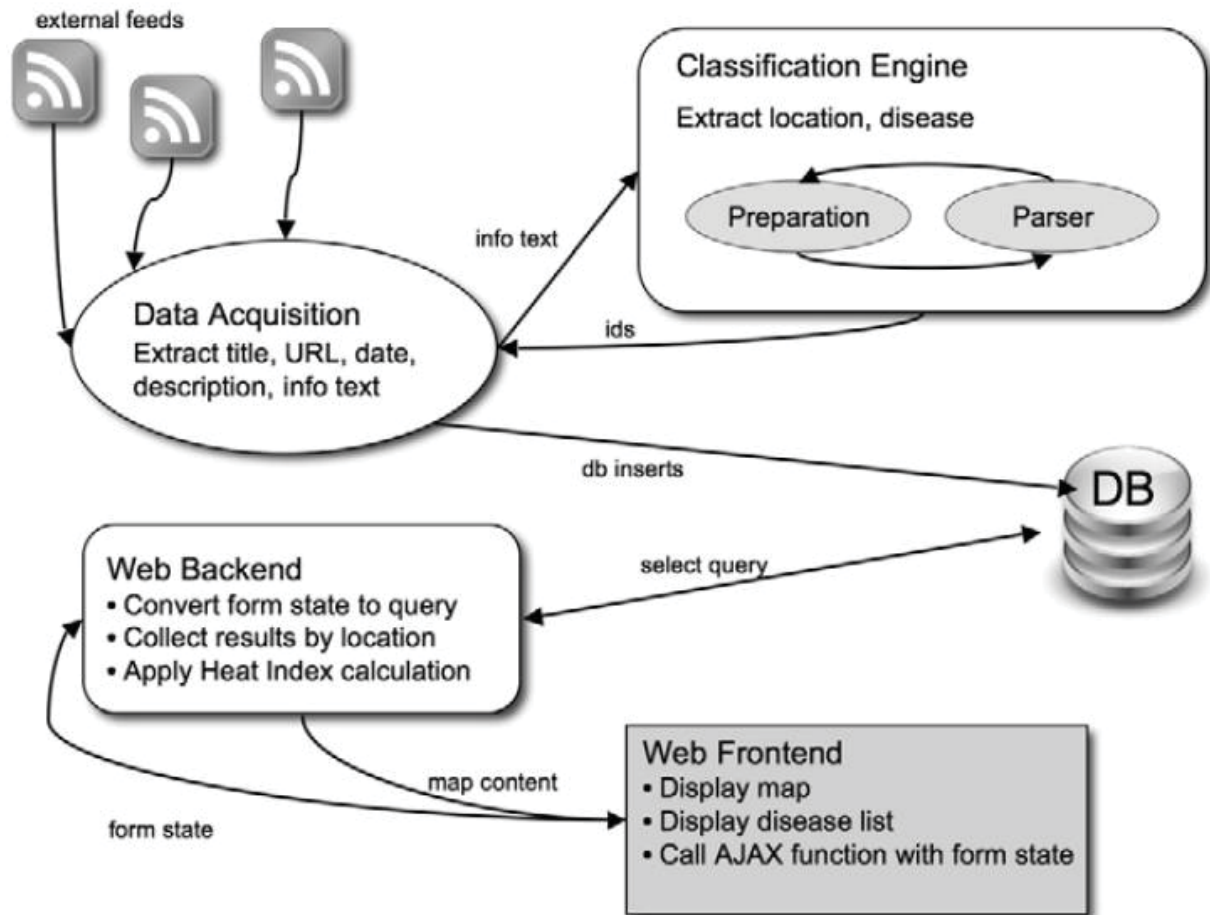 external feeds
Classification Engine
Extract location, disease
Preparation
Parser
info text
ids
Data Acquisition
Extract title, URL, date,
description, info text
db inserts
DB
select query
Web Backend
• Convert form state to query
• Collect results by location
• Apply Heat Index calculation
map content
form state
Web Frontend
• Display map
• Display disease list
• Call AJAX function with form state